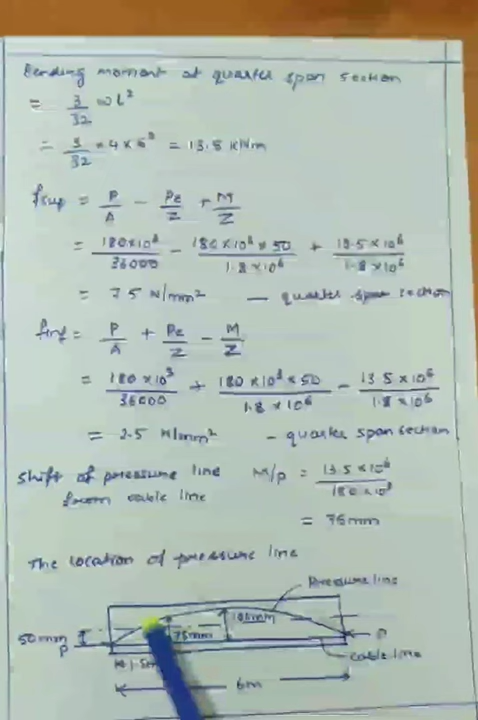 Bending moment at quarter span section
= 3/32 ωl²
= 3/32 × 4 × 6² = 13.5 kNm
fsup = P/A - Pe/Z + M/Z
= 180×10³/36000 - 180×10³×50/1.8×10⁶ + 13.5×10⁶/1.8×10⁶
= 7.5 N/mm² — quarter span section
finf = P/A + Pe/Z - M/Z
= 180×10³/36000 + 180×10³×50/1.8×10⁶ - 13.5×10⁶/1.8×10⁶
= 2.5 N/mm² - quarter span section
Shift of pressure line M/P = 13.5×10⁶/180×10³
from cable line
= 75mm
The location of pressure line
Pressure line
100mm
50mm
75mm
P
P
cable line
1.5m
6m